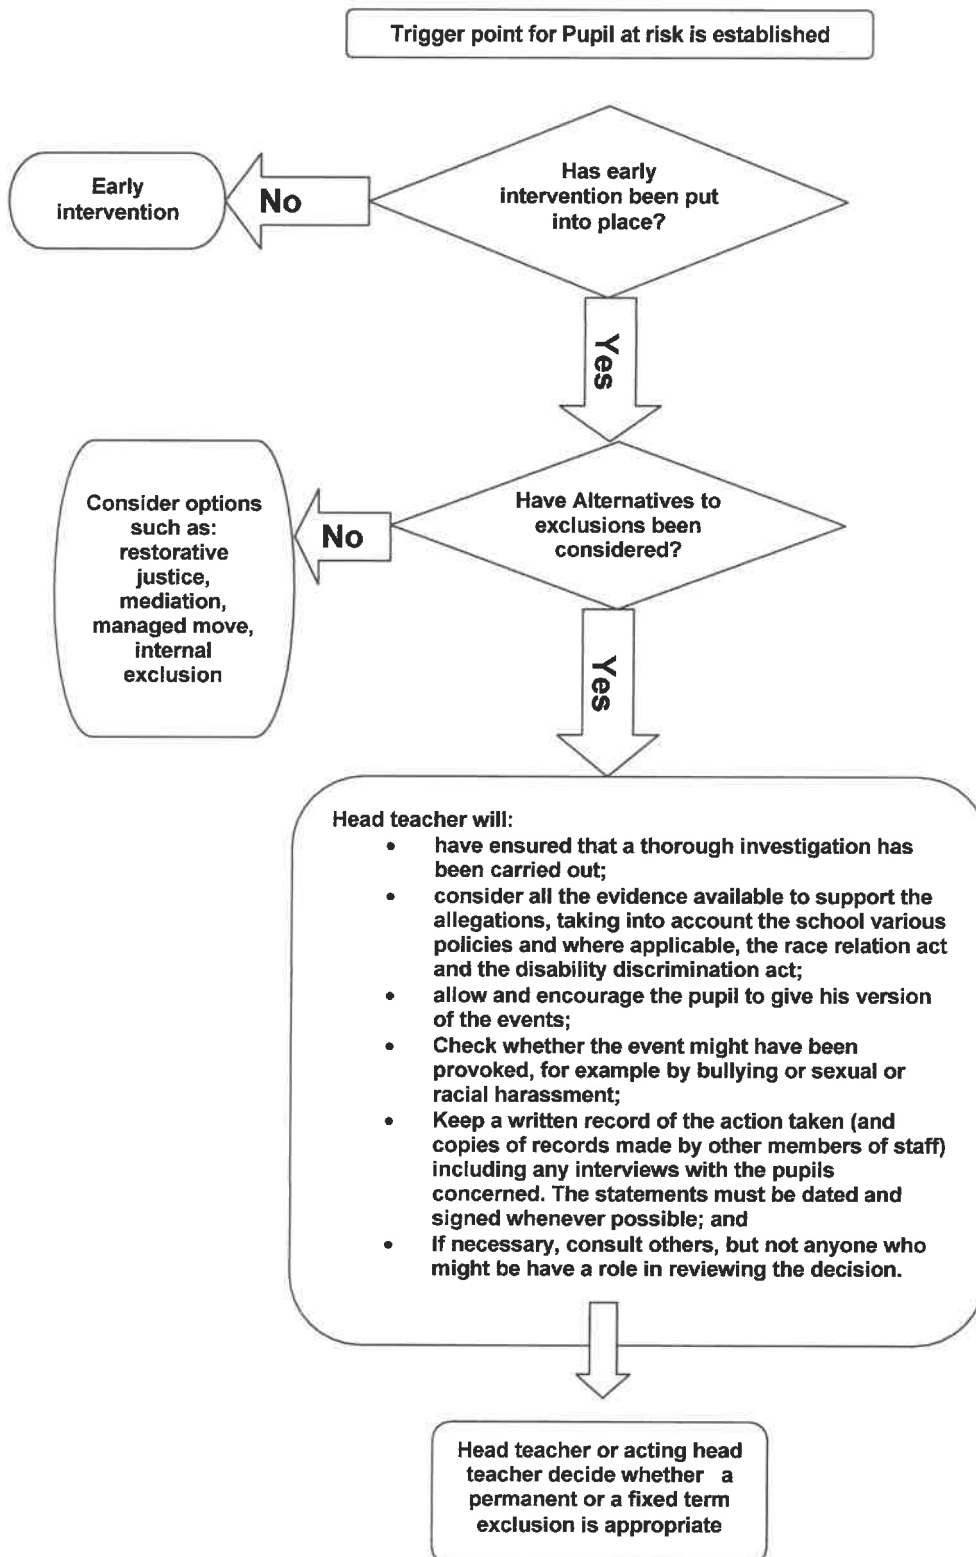 Trigger point for Pupil at risk is established
Has early
intervention been put
into place?
No
Early
intervention
Yes
Have Alternatives to
exclusions been
considered?
No
Consider options
such as:
restorative
justice,
mediation,
managed move,
internal
exclusion
Yes
Head teacher will:
• have ensured that a thorough investigation has
been carried out;
• consider all the evidence available to support the
allegations, taking into account the school various
policies and where applicable, the race relation act
and the disability discrimination act;
• allow and encourage the pupil to give his version
of the events;
• Check whether the event might have been
provoked, for example by bullying or sexual or
racial harassment;
• Keep a written record of the action taken (and
copies of records made by other members of staff)
including any interviews with the pupils
concerned. The statements must be dated and
signed whenever possible; and
• If necessary, consult others, but not anyone who
might be have a role in reviewing the decision.
Head teacher or acting head
teacher decide whether a
permanent or a fixed term
exclusion is appropriate